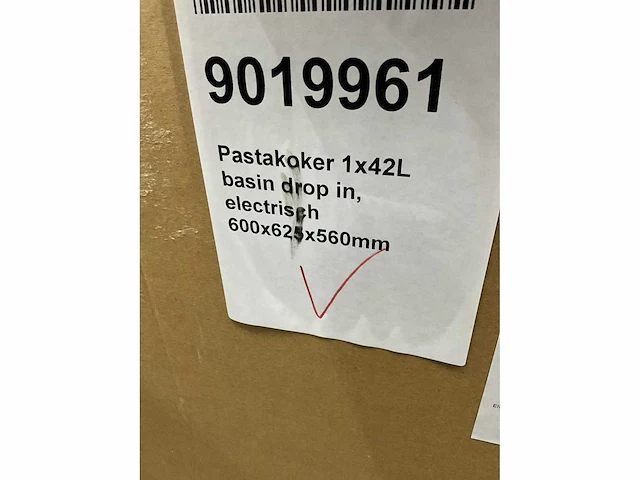 9019961
Pastakoker 1x42L
basin drop in,
electrisch
600x625x560mm